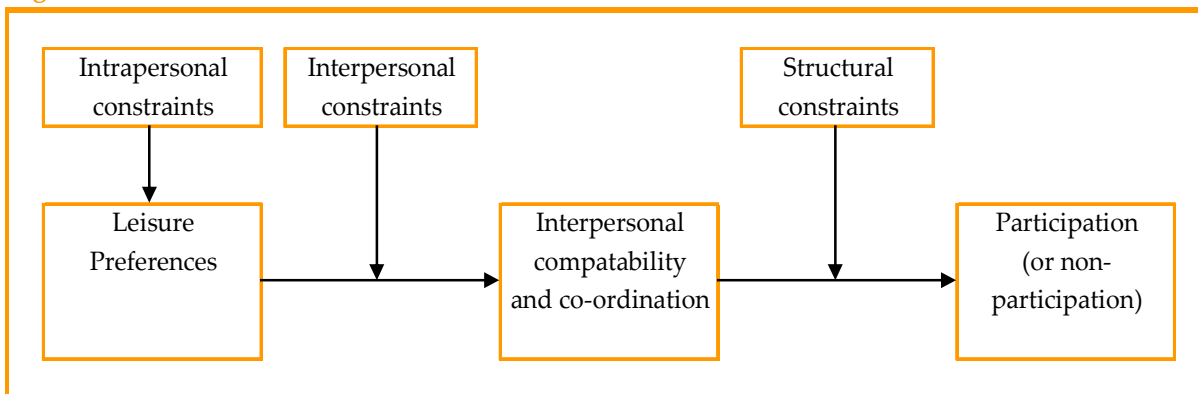 Intrapersonal
constraints
Interpersonal
constraints
Structural
constraints
Leisure
Preferences
Interpersonal
compatability
and co-ordination
Participation
(or non-
participation)